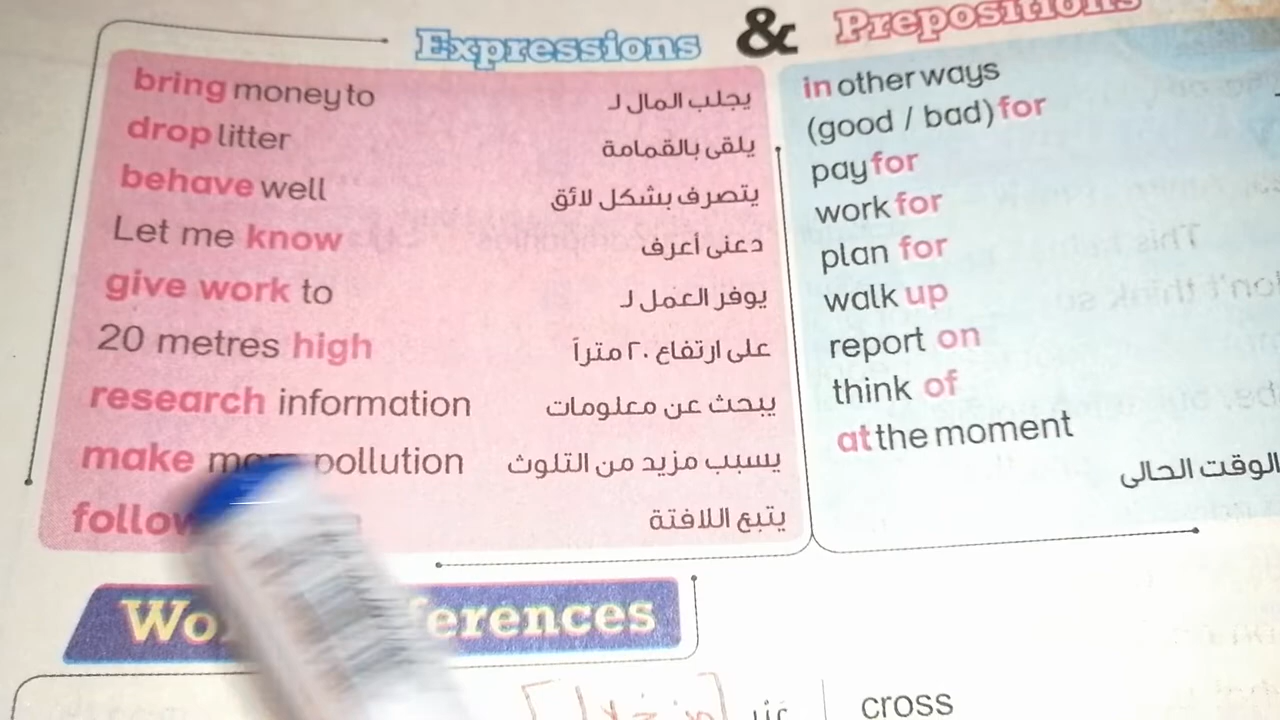 Expressions & Prepositions
bring money to يجلب المال لـ
drop litter يلقى بالقمامة
behave well يتصرف بشكل لائق
Let me know دعنى أعرف
give work to يوفر العمل لـ
20 metres high على ارتفاع ٢٠ متراً
research information يبحث عن معلومات
make more pollution يسبب مزيد من التلوث
يتبع اللافتة
in other ways
(good / bad) for
pay for
work for
plan for
walk up
report on
think of
at the moment
الوقت الحالى
cross